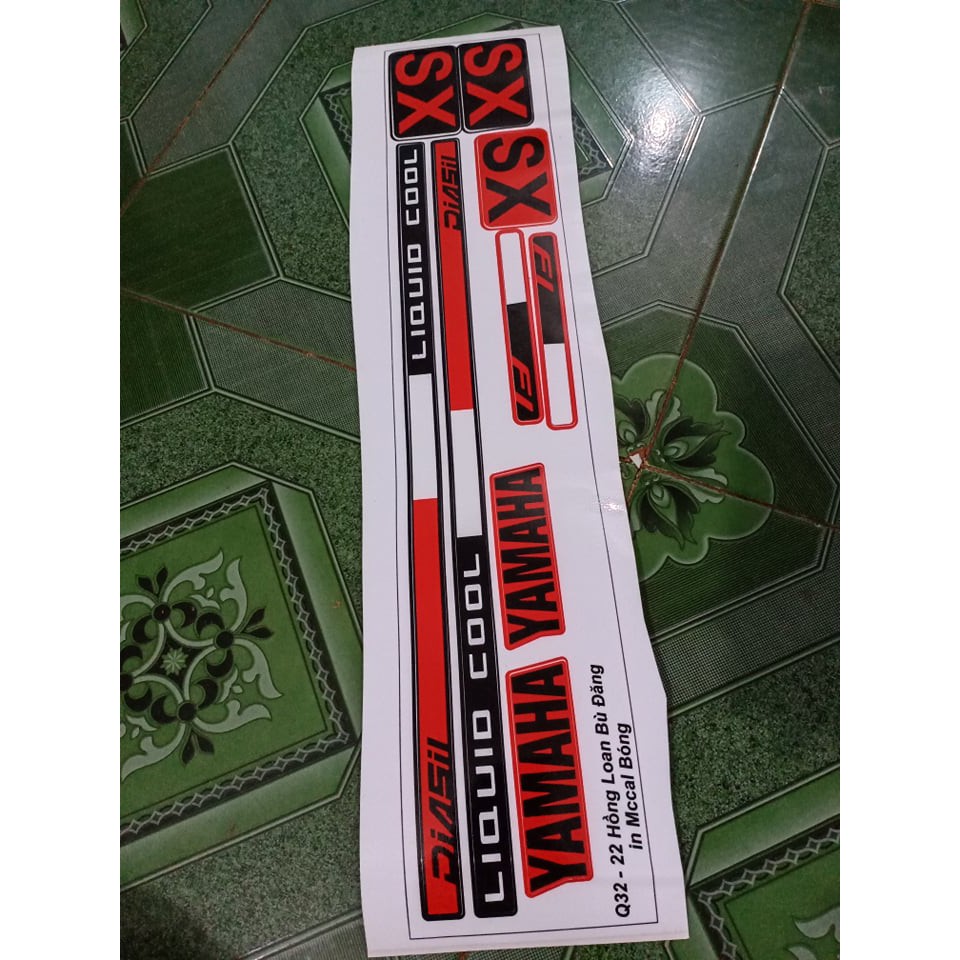 XS
XS
XS
LIQUID COOL
DiASil
FI
FI
YAMAHA
YAMAHA
DiASil
LIQUID COOL
Q32 - 22 Hồng Loan Bù Đăng
in Mccal Bóng